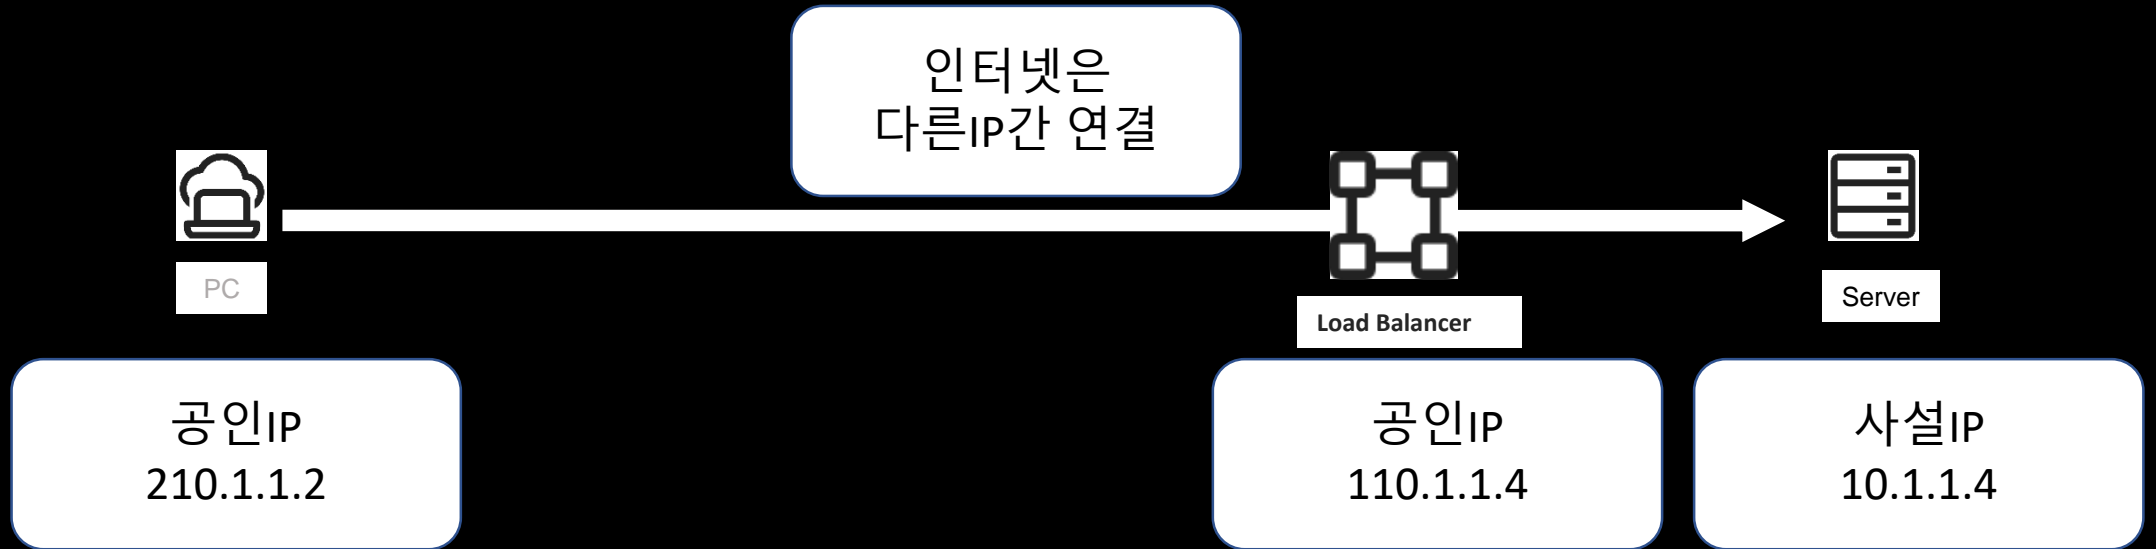 인터넷은
다른IP간 연결
PC
Load Balancer
Server
공인IP
210.1.1.2
공인IP
110.1.1.4
사설IP
10.1.1.4